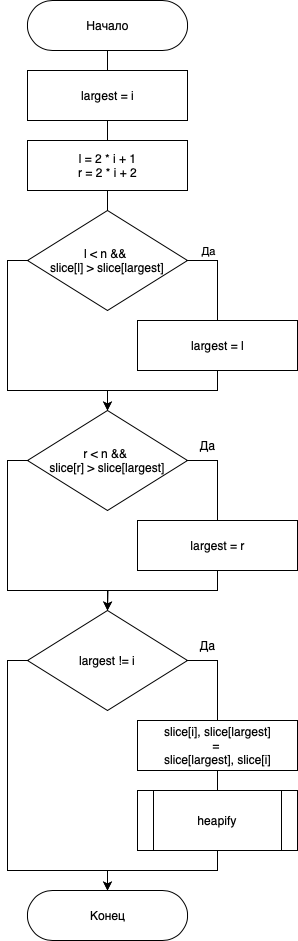 Начало
largest = i
l = 2 * i + 1
r = 2 * i + 2
l < n &&
slice[l] > slice[largest]
Да
largest = l
r < n &&
slice[r] > slice[largest]
Да
largest = r
largest != i
Да
slice[i], slice[largest]
=
slice[largest], slice[i]
heapify
Конец